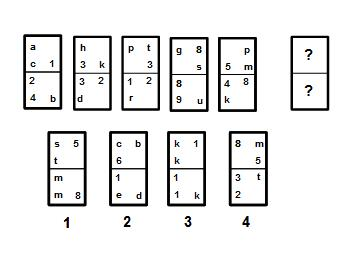 a h p t g 8 p
c 1 3 k 3 s 5 m ?
2 3 2 1 2 8 4 8 ?
4 b d r 9 u k
s 5 c b k 1 8 m
t 6 k 5
m 1 1 3 t
m 8 e d 1 k 2
1 2 3 4